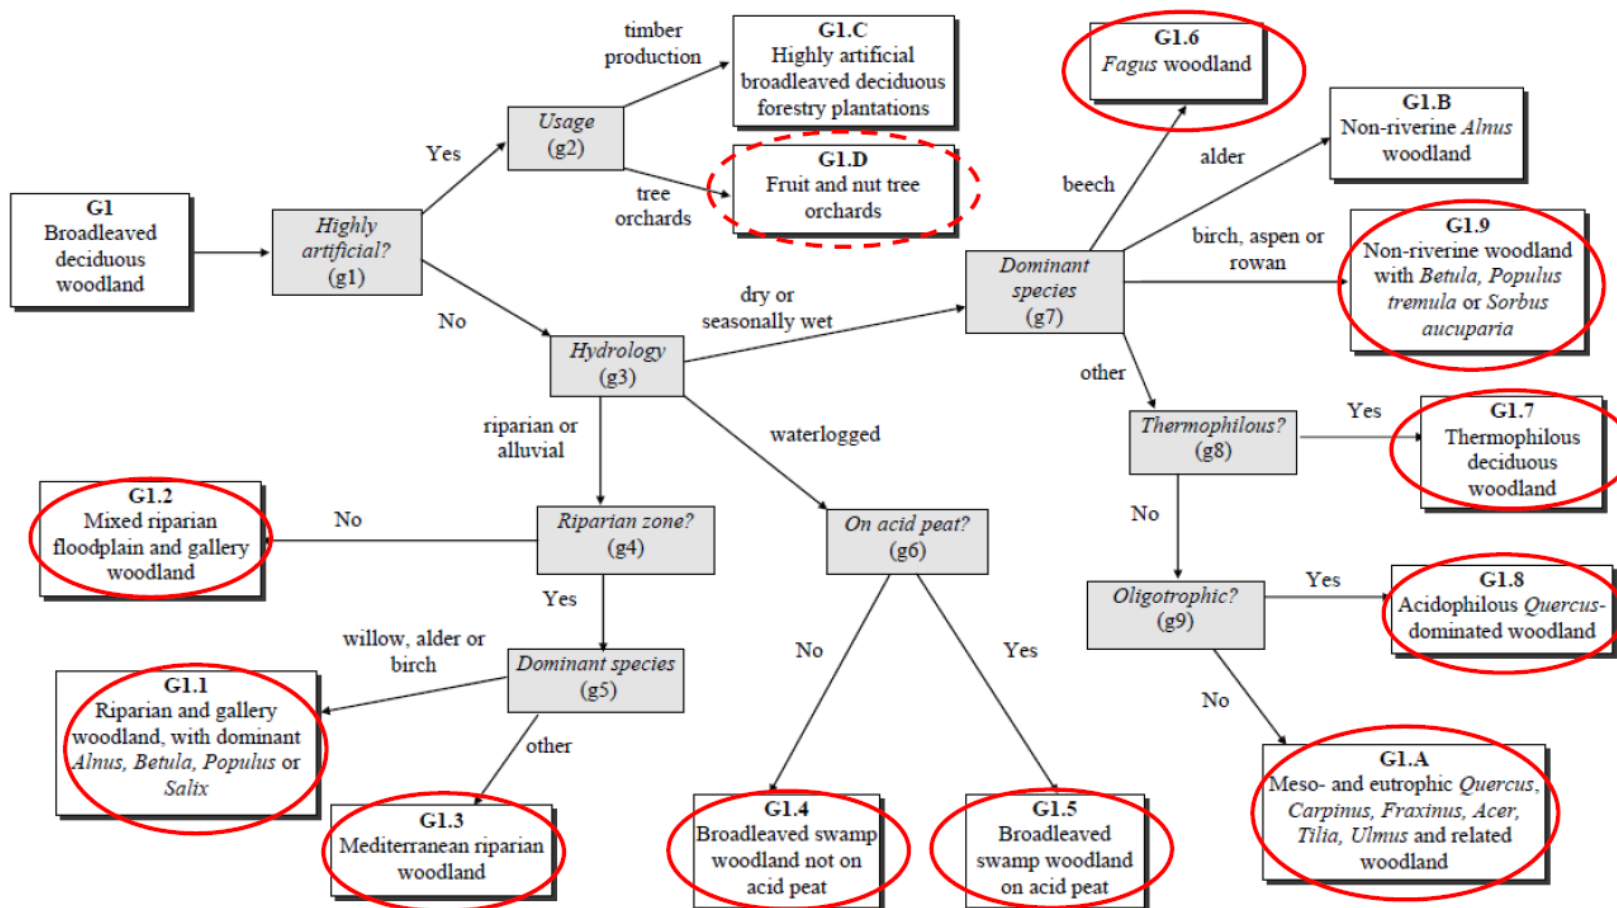 G1
Broadleaved
deciduous
woodland
Highly
artificial?
(g1)
Yes
No
Usage
(g2)
timber
production
tree
orchards
G1.C
Highly artificial
broadleaved deciduous
forestry plantations
G1.D
Fruit and nut tree
orchards
Hydrology
(g3)
dry or
seasonally wet
riparian or
alluvial
waterlogged
Dominant
species
(g7)
beech
alder
birch, aspen or
rowan
other
G1.6
Fagus woodland
G1.B
Non-riverine Alnus
woodland
G1.9
Non-riverine woodland
with Betula, Populus
tremula or Sorbus
aucuparia
Thermophilous?
(g8)
Yes
No
G1.7
Thermophilous
deciduous
woodland
Oligotrophic?
(g9)
Yes
No
G1.8
Acidophilous Quercus-
dominated woodland
G1.A
Meso- and eutrophic Quercus,
Carpinus, Fraxinus, Acer,
Tilia, Ulmus and related
woodland
Riparian zone?
(g4)
No
Yes
G1.2
Mixed riparian
floodplain and gallery
woodland
Dominant species
(g5)
willow, alder or
birch
other
G1.1
Riparian and gallery
woodland, with dominant
Alnus, Betula, Populus or
Salix
G1.3
Mediterranean riparian
woodland
On acid peat?
(g6)
No
Yes
G1.4
Broadleaved swamp
woodland not on
acid peat
G1.5
Broadleaved
swamp woodland
on acid peat